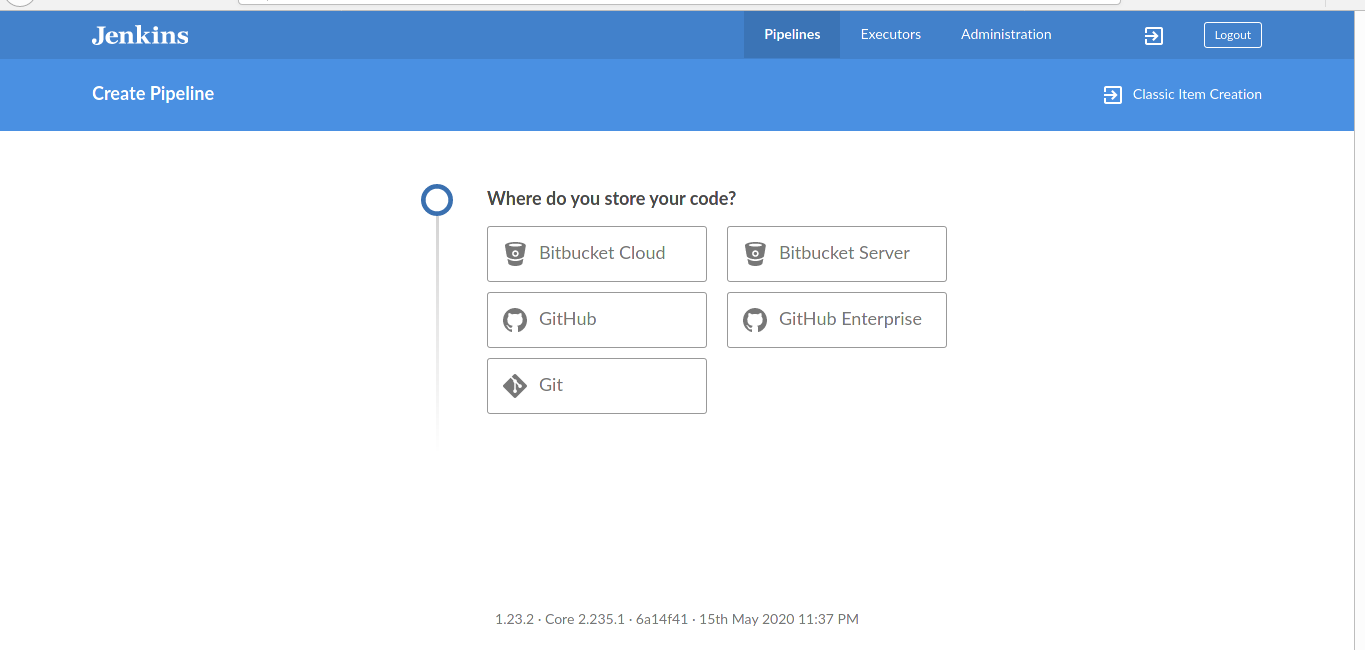 Jenkins
Pipelines
Executors
Administration
Logout
Create Pipeline
Classic Item Creation
Where do you store your code?
Bitbucket Cloud
Bitbucket Server
GitHub
GitHub Enterprise
Git
1.23.2 · Core 2.235.1 · 6a14f41 · 15th May 2020 11:37 PM